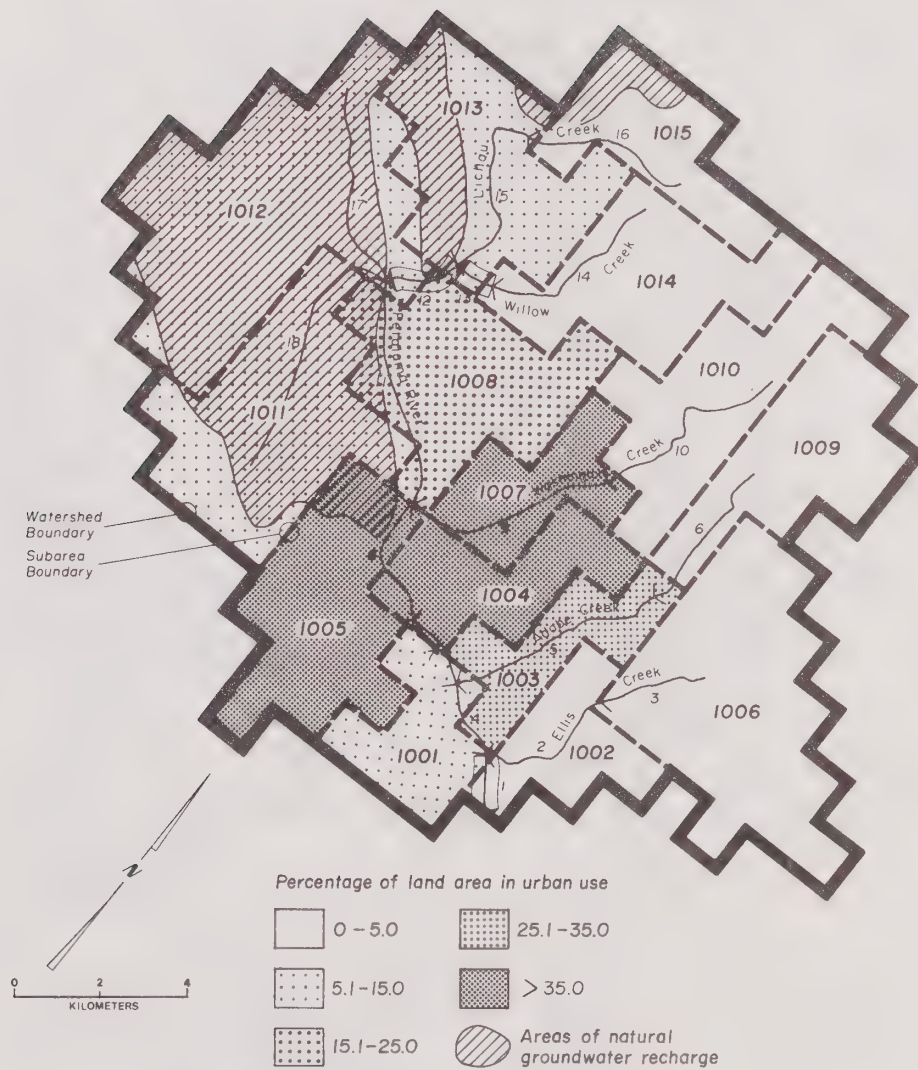 1013
1015
Creek
16
1012
Lichau
17
15
14
Creek
1014
12
13
Willow
18
1008
1010
1011
1009
Creek
10
1007
6
Watershed
Boundary
Subarea
Boundary
1004
Adobe Creek
1005
5
1003
Creek
3
1006
4
Ellis
2
1001
1002
1
N
Percentage of land area in urban use
0 – 5.0
25.1 – 35.0
5.1 – 15.0
> 35.0
15.1 – 25.0
Areas of natural
groundwater recharge
0 2 4
KILOMETERS